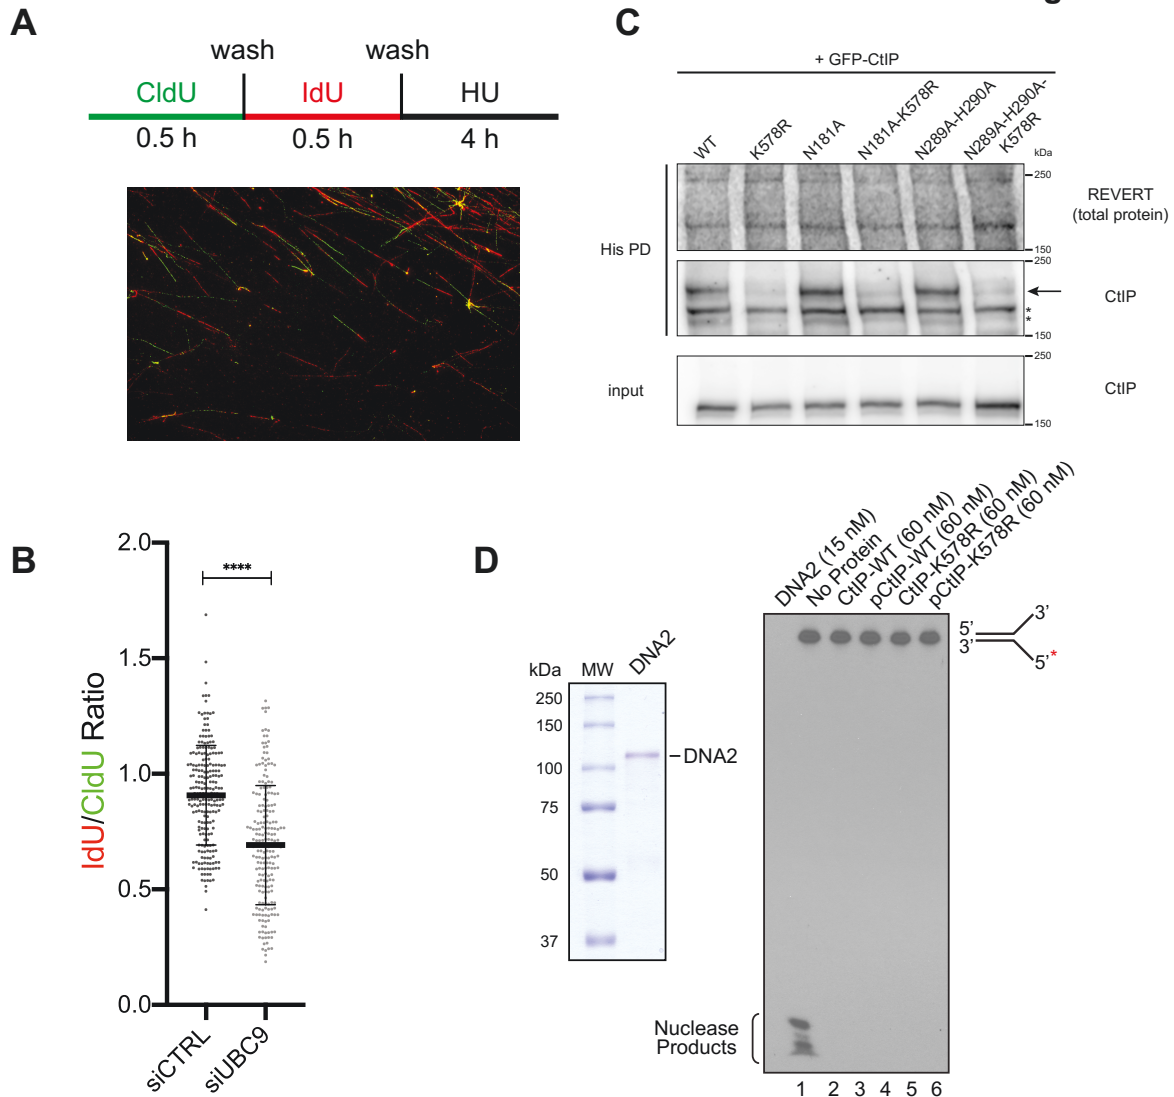 A
wash
wash
CldU
IdU
HU
0.5 h
0.5 h
4 h
C
+ GFP-CtIP
WT
K578R
N181A
N181A-K578R
N289A-H290A
N289A-H290A-
K578R
kDa
250
REVERT
(total protein)
His PD
150
250
CtIP
*
*
150
250
input
CtIP
150
B
2.0
1.5
1.0
0.5
0.0
****
IdU/CldU Ratio
siCTRL
siUBC9
D
kDa
MW
DNA2
250
150
100
75
50
37
DNA2
DNA2 (15 nM)
No Protein
CtIP-WT (60 nM)
pCtIP-WT (60 nM)
CtIP-K578R (60 nM)
pCtIP-K578R (60 nM)
5’
3’
3’
5’*
Nuclease
Products
1 2 3 4 5 6